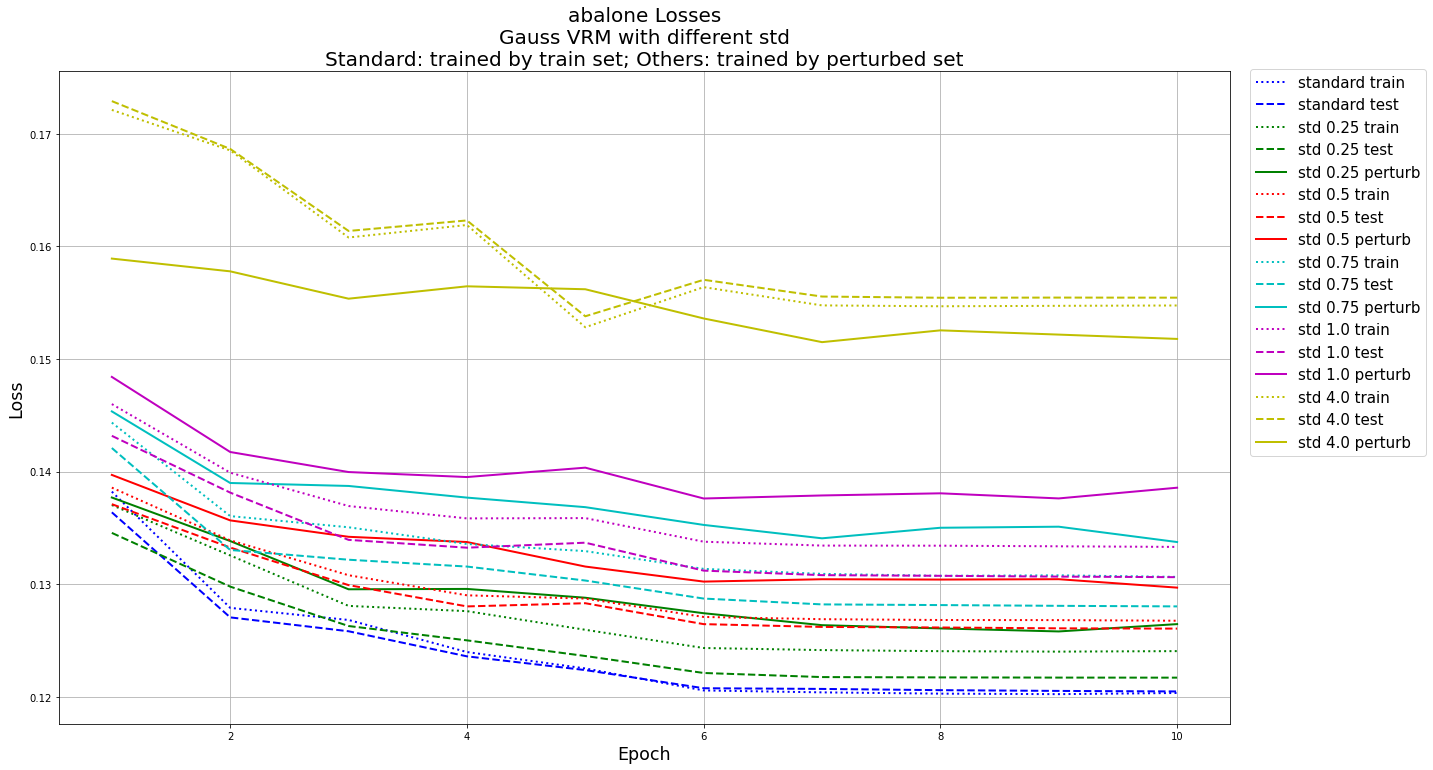 abalone Losses
Gauss VRM with different std
Standard: trained by train set; Others: trained by perturbed set
Loss
0.17
0.16
0.15
0.14
0.13
0.12
2
4
6
8
10
Epoch
standard train
standard test
std 0.25 train
std 0.25 test
std 0.25 perturb
std 0.5 train
std 0.5 test
std 0.5 perturb
std 0.75 train
std 0.75 test
std 0.75 perturb
std 1.0 train
std 1.0 test
std 1.0 perturb
std 4.0 train
std 4.0 test
std 4.0 perturb